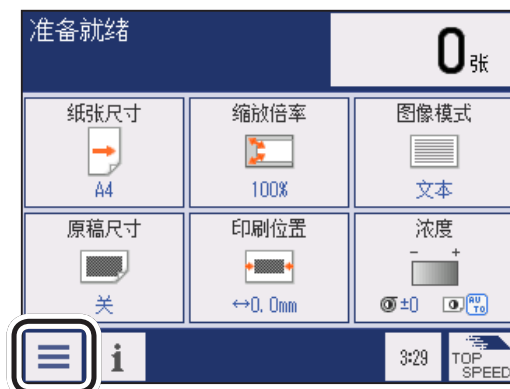 准备就绪
0张
纸张尺寸
A4
缩放倍率
100%
图像模式
文本
原稿尺寸
关
印刷位置
↔0.0mm
浓度
- +
±0 AUTO
i
3:29
TOP
SPEED